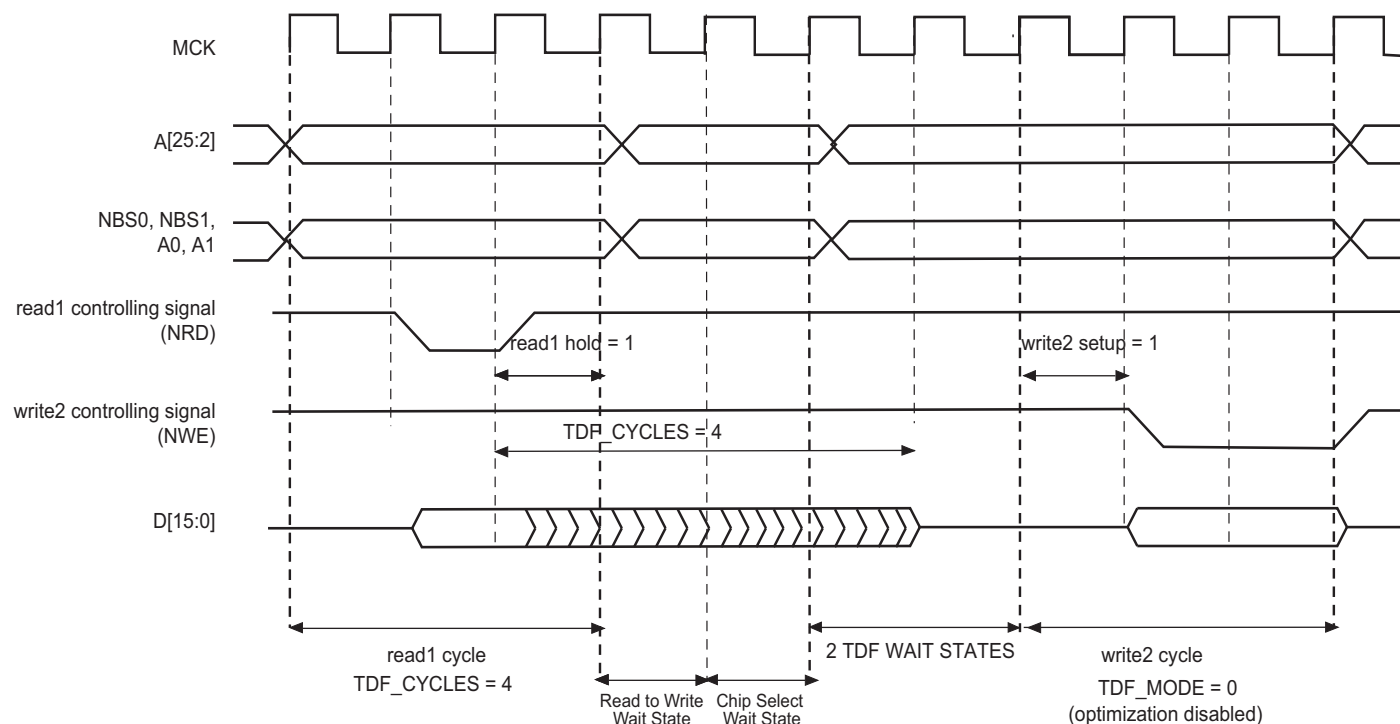 MCK
A[25:2]
NBS0, NBS1,
A0, A1
read1 controlling signal
(NRD)
read1 hold = 1
write2 setup = 1
write2 controlling signal
(NWE)
TDF_CYCLES = 4
D[15:0]
read1 cycle
TDF_CYCLES = 4
Read to Write
Wait State
Chip Select
Wait State
2 TDF WAIT STATES
write2 cycle
TDF_MODE = 0
(optimization disabled)